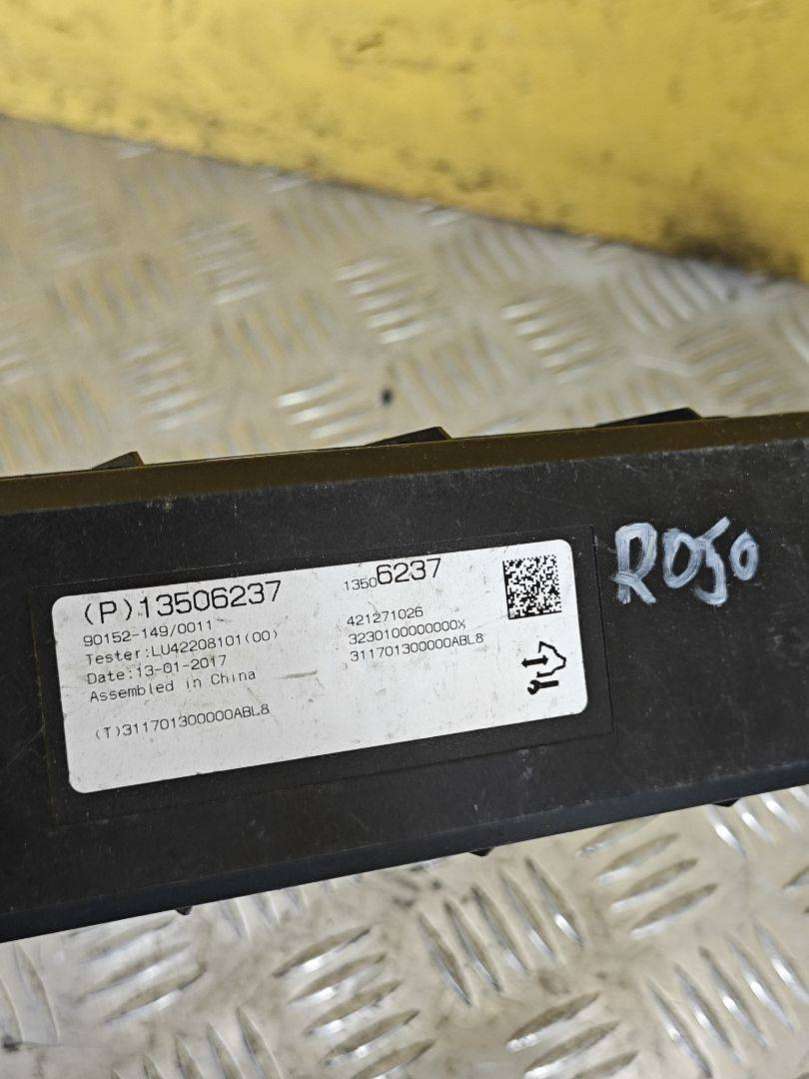 (P)13506237
90152-149/0011
Tester:LU42208101(00)
Date:13-01-2017
Assembled in China
(T)311701300000ABL8
13506237
421271026
3230100000000X
311701300000ABL8
R050